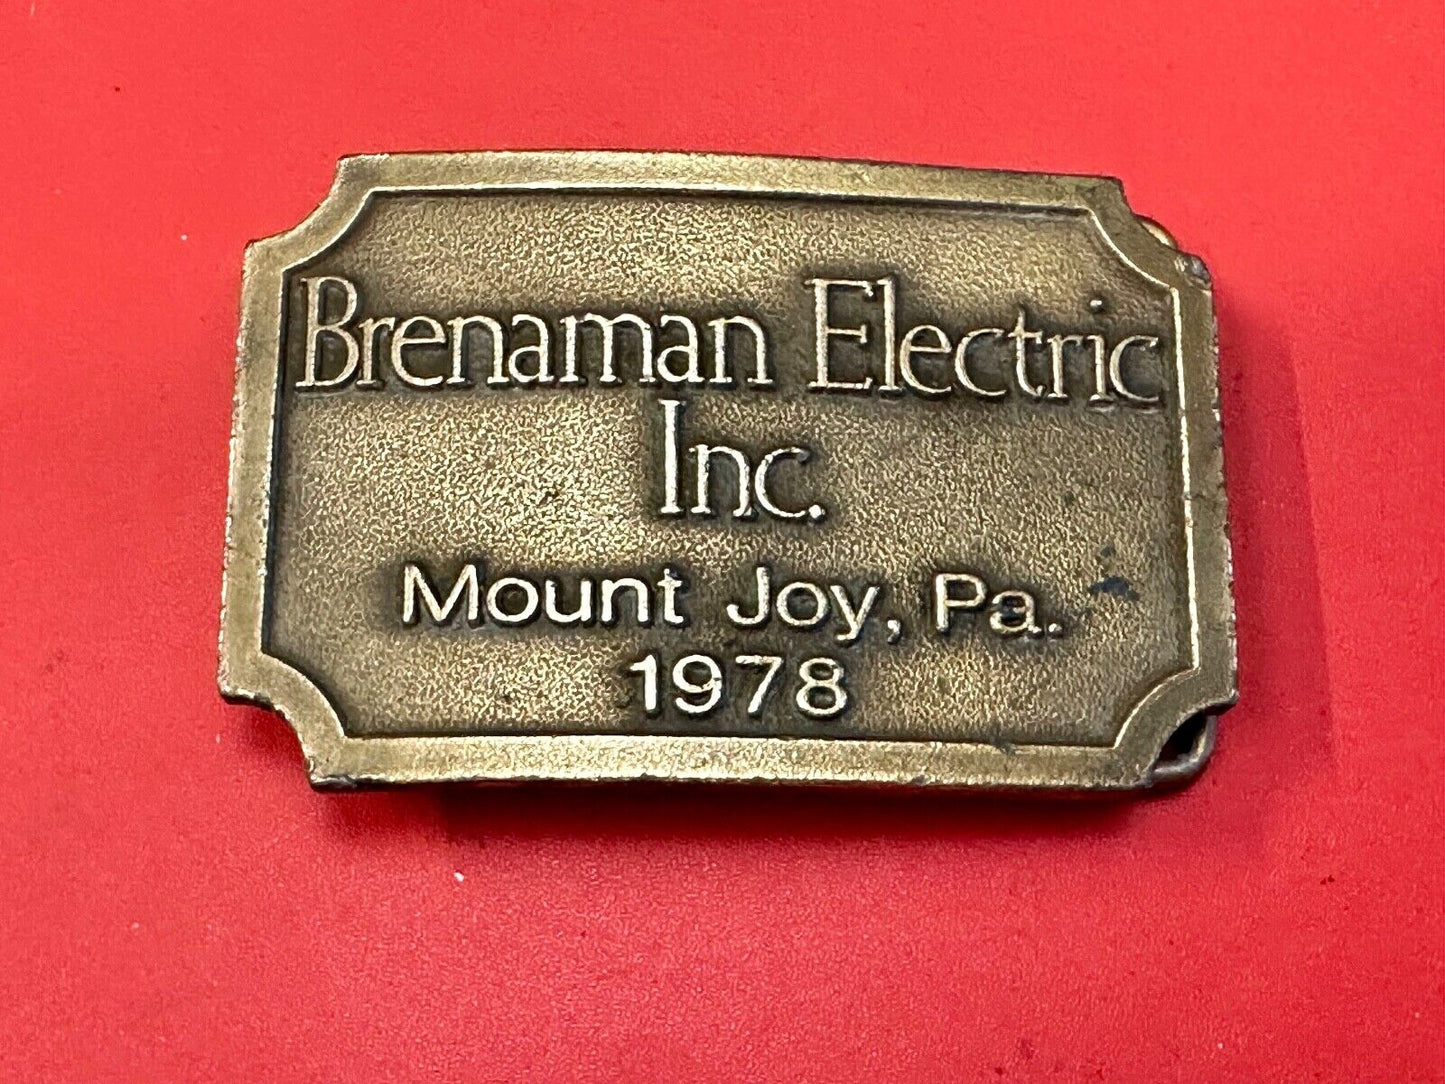 Brenaman Electric
Inc.
Mount Joy, Pa.
1978